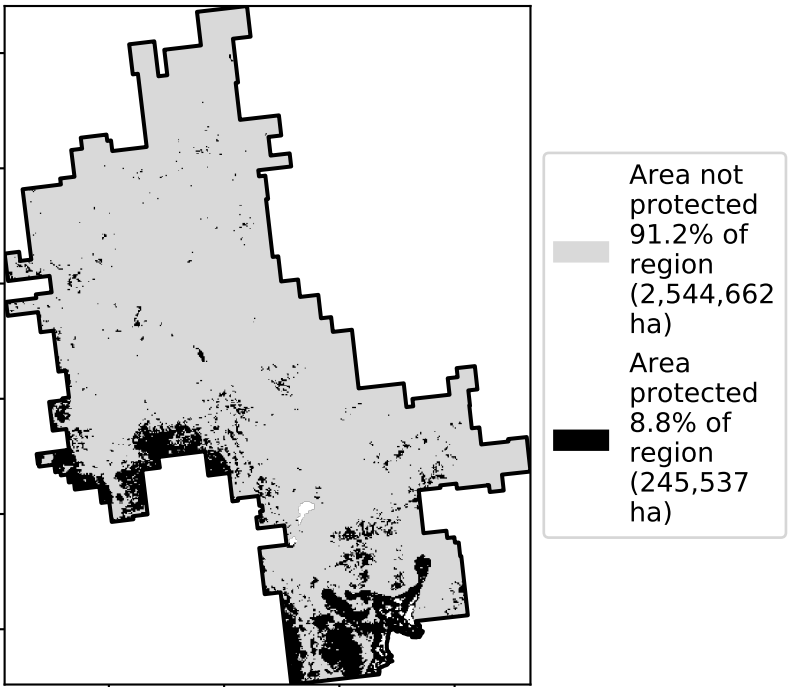 Area not
protected
91.2% of
region
(2,544,662
ha)
Area
protected
8.8% of
region
(245,537
ha)